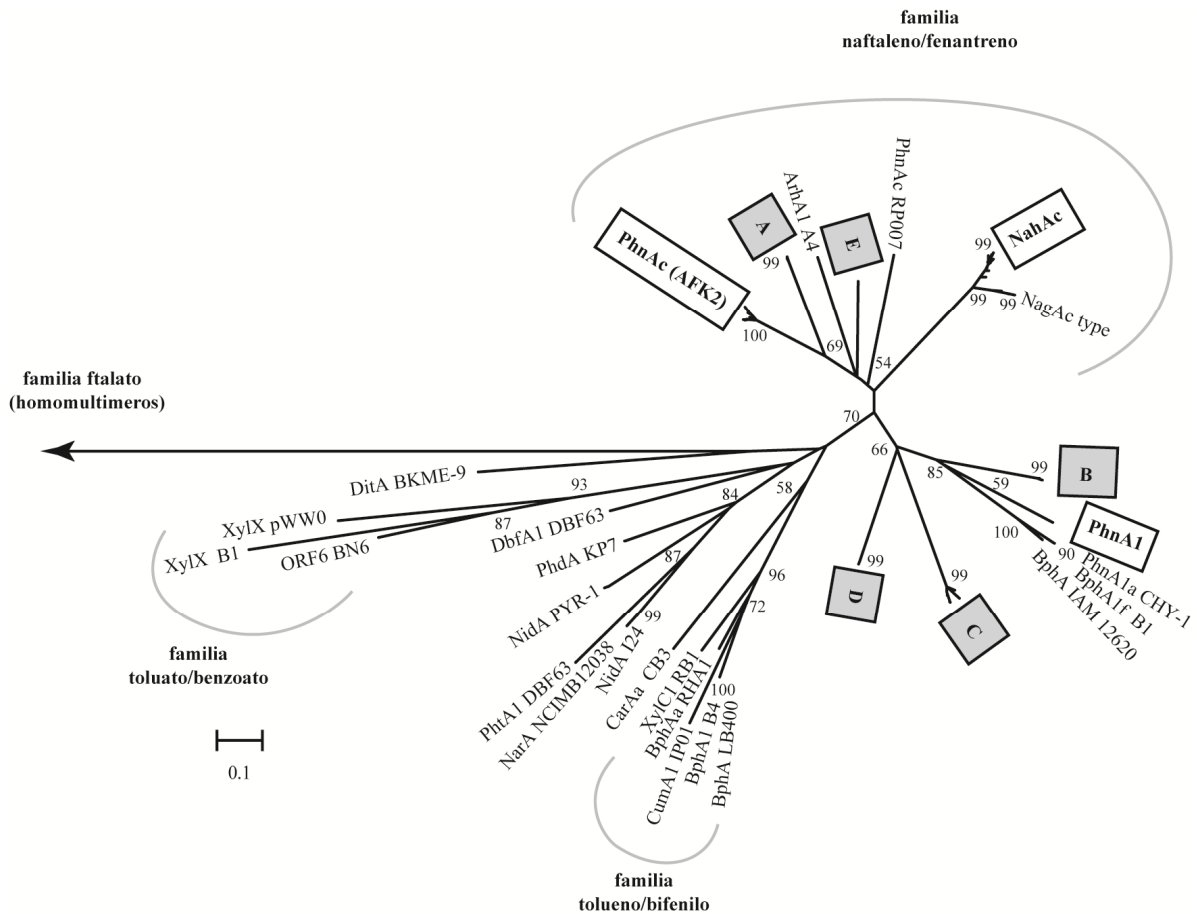 familia
naftaleno/fenantreno
PhnAc (AFK2)
A
ArhA1 A4
E
PhnAc RP007
NahAc
99
99
99
99
NagAc type
100
69
54
familia ftalato
(homomultimeros)
70
66
DitA BKME-9
93
XylX pWW0
87
XylX B1
ORF6 BN6
DbfA1 DBF63
84
58
PhdA KP7
87
NidA PYR-1
99
PhtA1 DBF63
NarA NCIMB12038
NidA I24
CarAa CB3
96
72
XylC1 RB1
BphAa RHA1
100
CumA1 IP01
BphA1 B4
BphA LB400
85
99
B
59
PhnA1
100
90
PhnA1a CHY-1
BphA1f B1
BphA IAM 12620
99
D
99
C
familia
toluato/benzoato
0.1
familia
tolueno/bifenilo